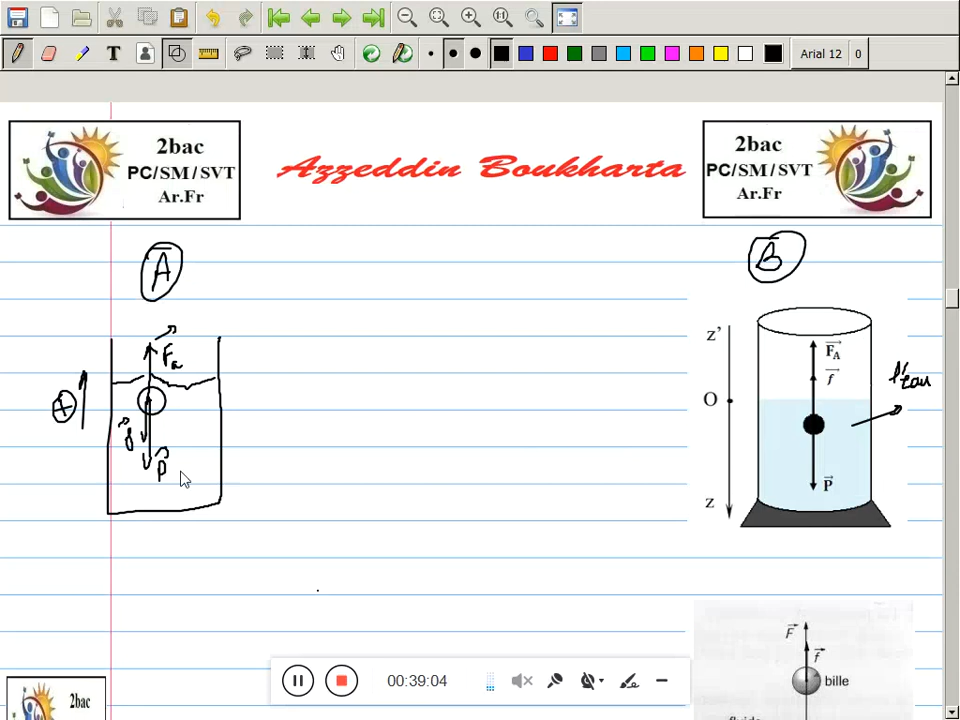 Arial 12
0
2bac
PC/SM/SVT
Ar.Fr
Azzeddin Boukharta
2bac
PC/SM/SVT
Ar.Fr
A
B
Fa
f
P
+
z'
O
z
FA
f
P
l'eau
F
f
bille
fluide
2bac
00:39:04